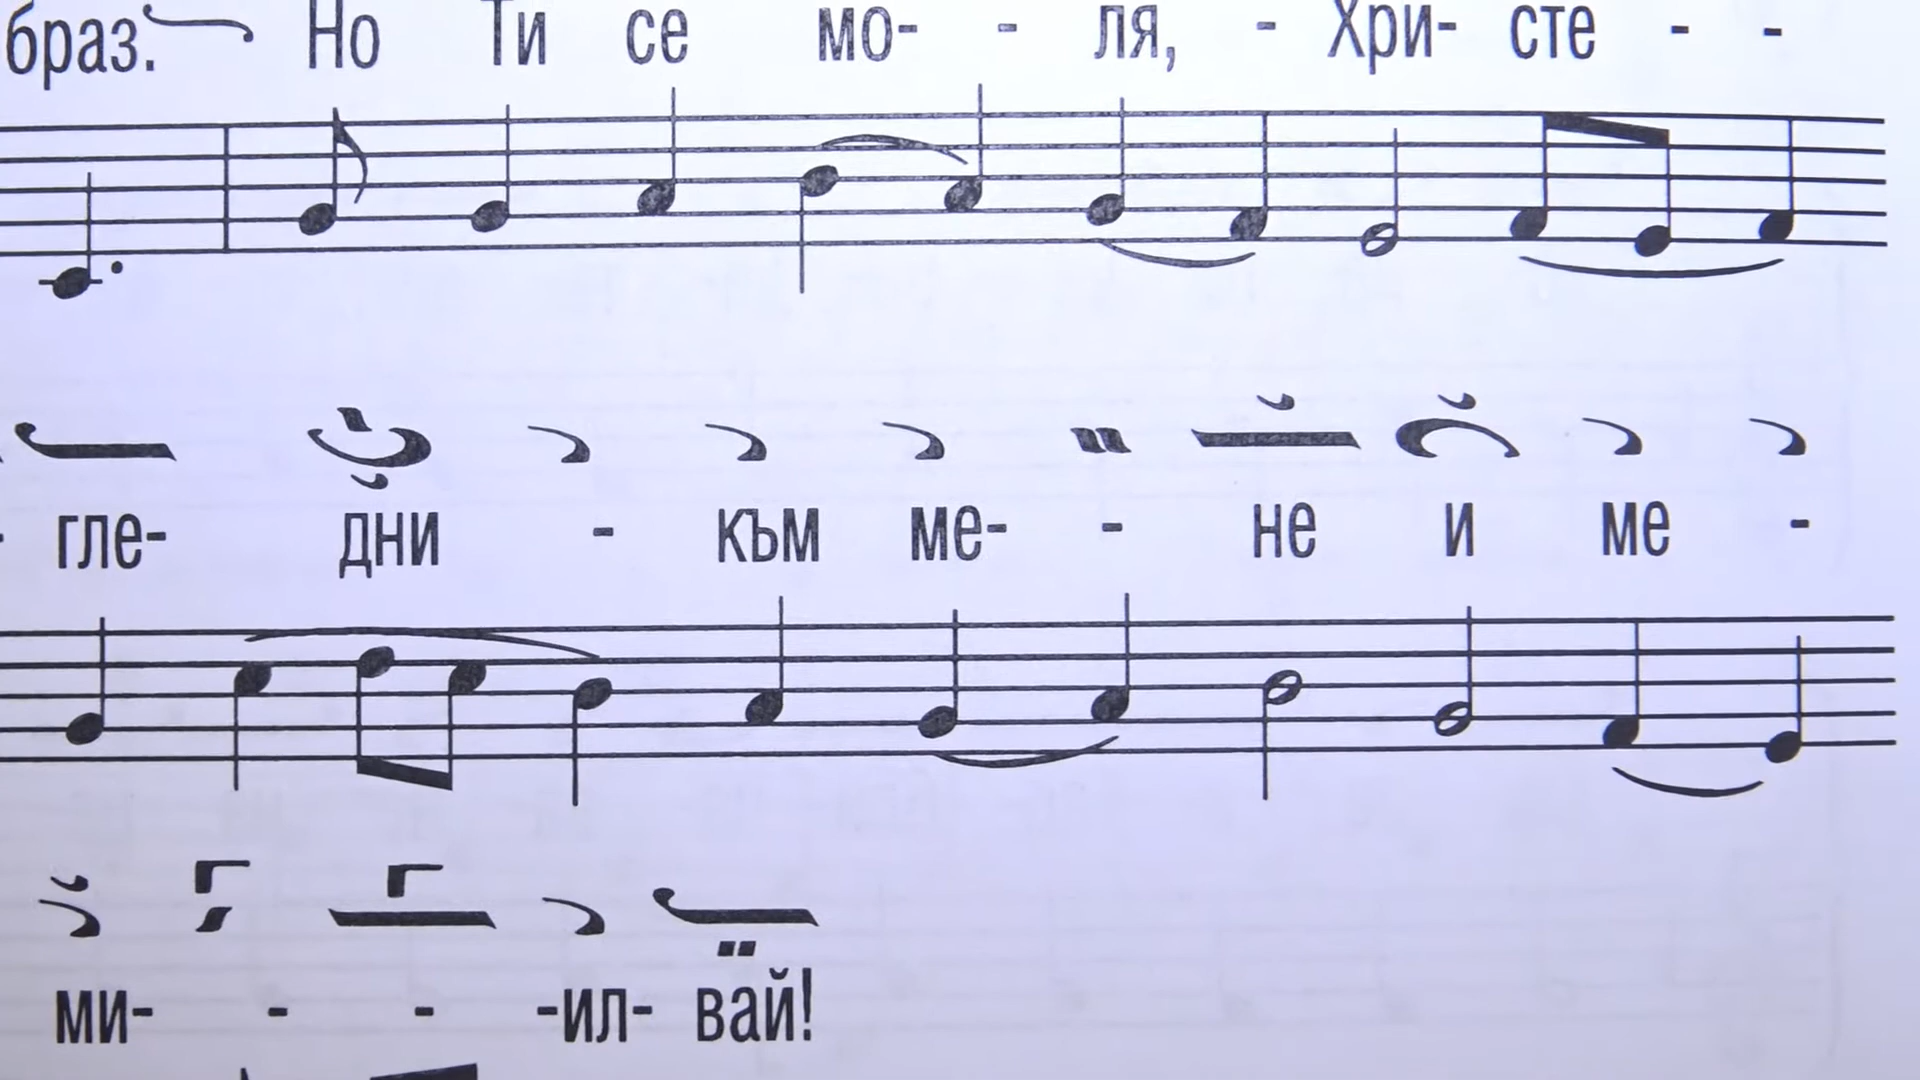 браз. Но Ти се мо- - ля, - Хри- сте - -
- гле- дни - към ме- - не и ме -
ми- - - -ил- вай!